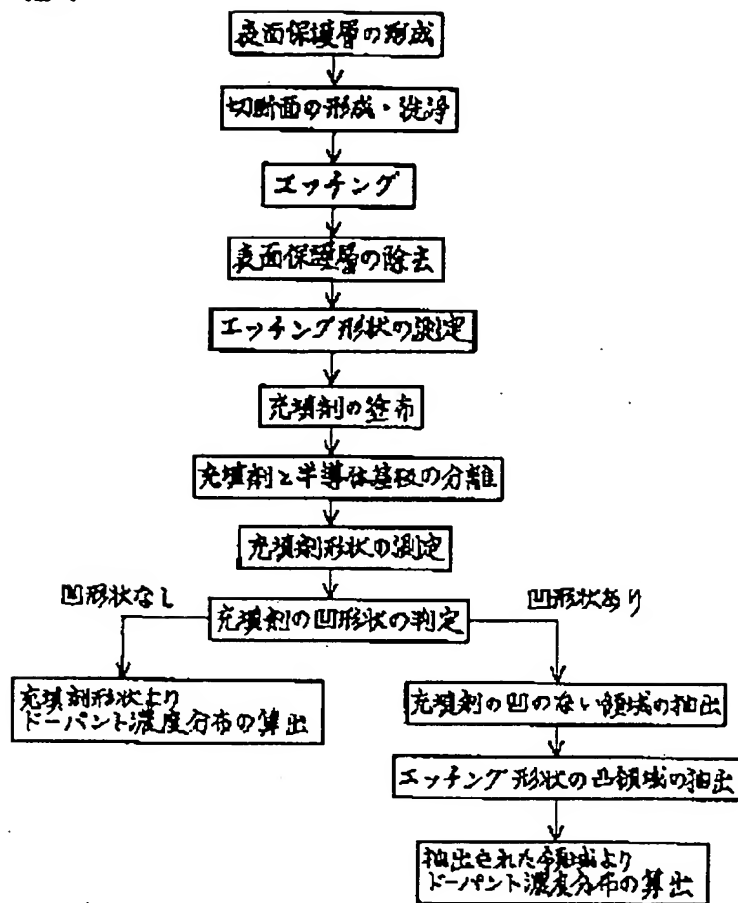 表面保護層の形成
切断面の形成・洗浄
エッチング
表面保護層の除去
エッチング形状の測定
充填剤の塗布
充填剤と半導体基板の分離
充填剤形状の測定
凹形状なし
凹形状あり
充填剤の凹形状の判定
充填剤形状より
ドーパント濃度分布の算出
充填剤の凹のない領域の抽出
エッチング形状の凸領域の抽出
抽出された領域より
ドーパント濃度分布の算出